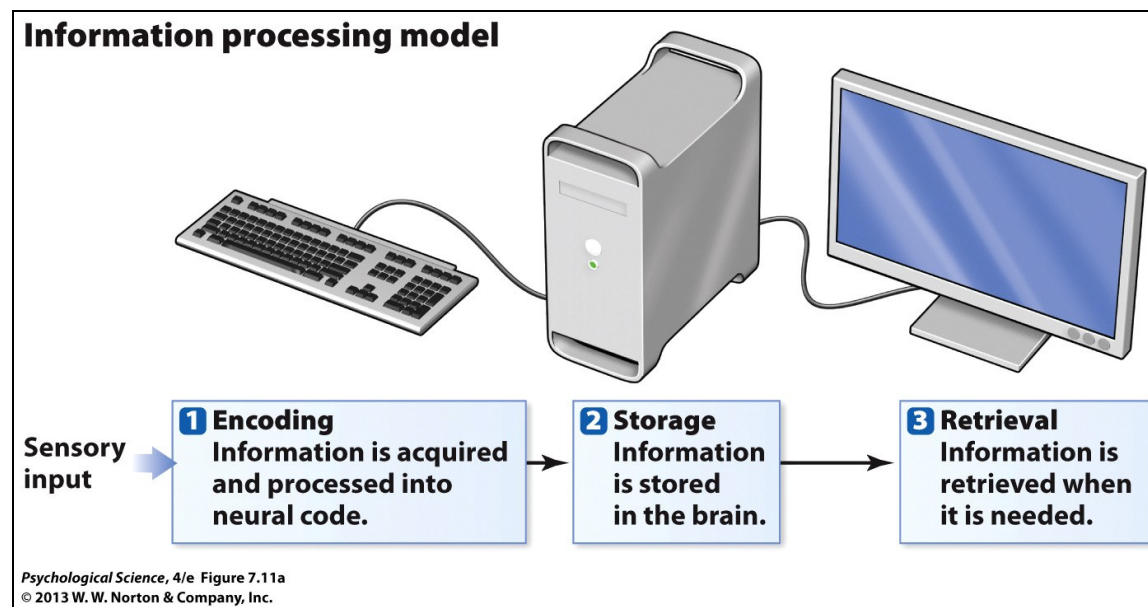 Information processing model
Sensory
input
1 Encoding
Information is acquired
and processed into
neural code.
2 Storage
Information
is stored
in the brain.
3 Retrieval
Information is
retrieved when
it is needed.
Psychological Science, 4/e Figure 7.11a
© 2013 W. W. Norton & Company, Inc.